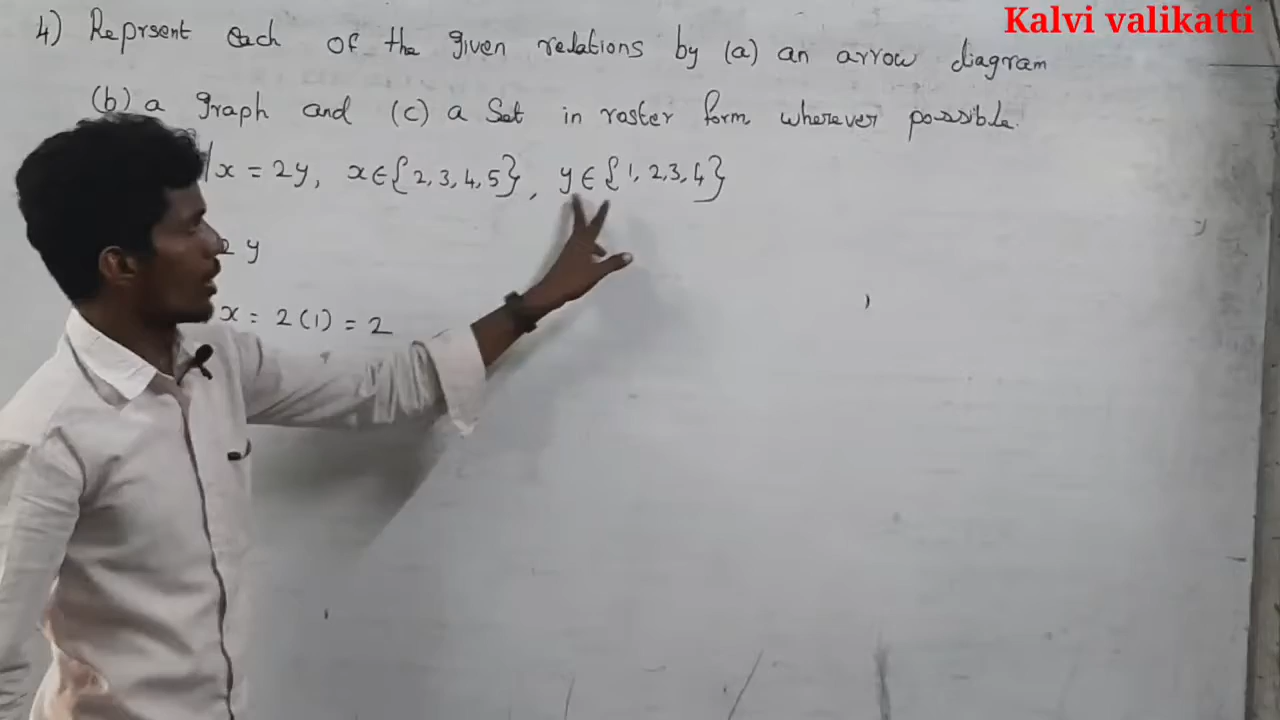 Kalvi valikatti
4) Reprsent each of the given relations by (a) an arrow diagram
(b) a graph and (c) a Set in roster form wherever possible.
x = 2y, x∈{2,3,4,5}, y∈{1,2,3,4}
2 y
x = 2(1) = 2